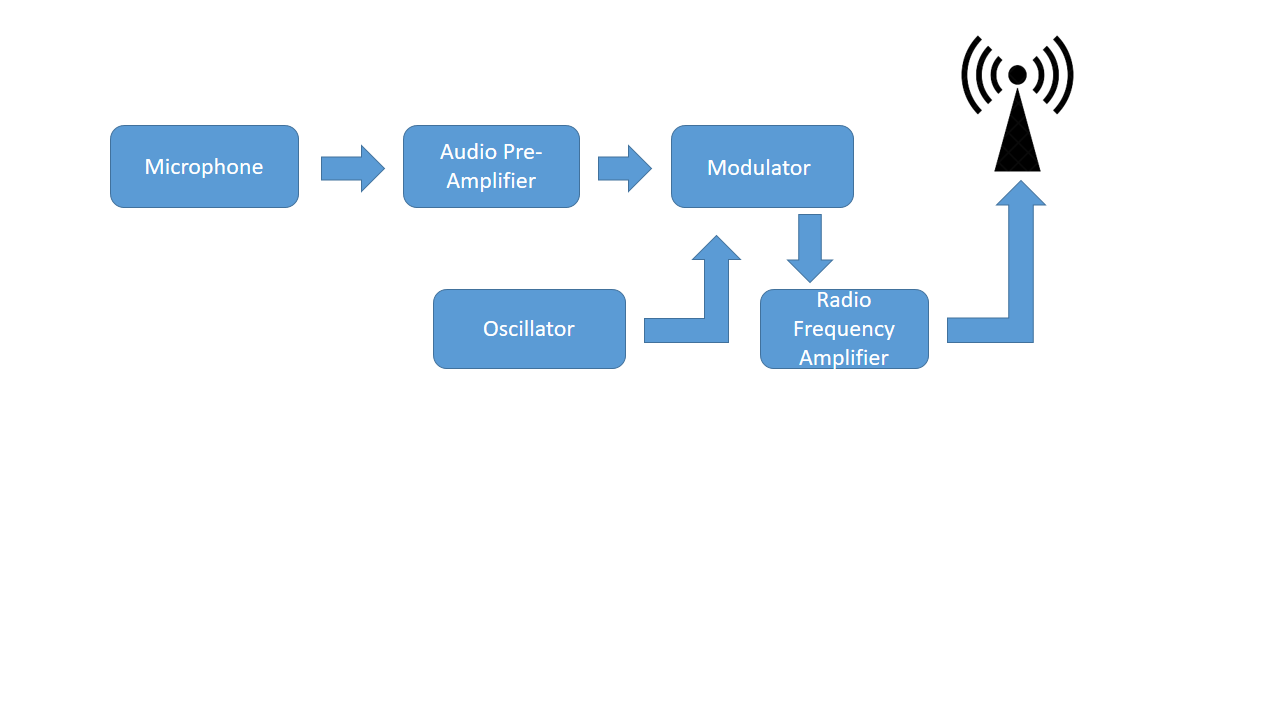 Microphone
Audio Pre-
Amplifier
Modulator
Oscillator
Radio
Frequency
Amplifier